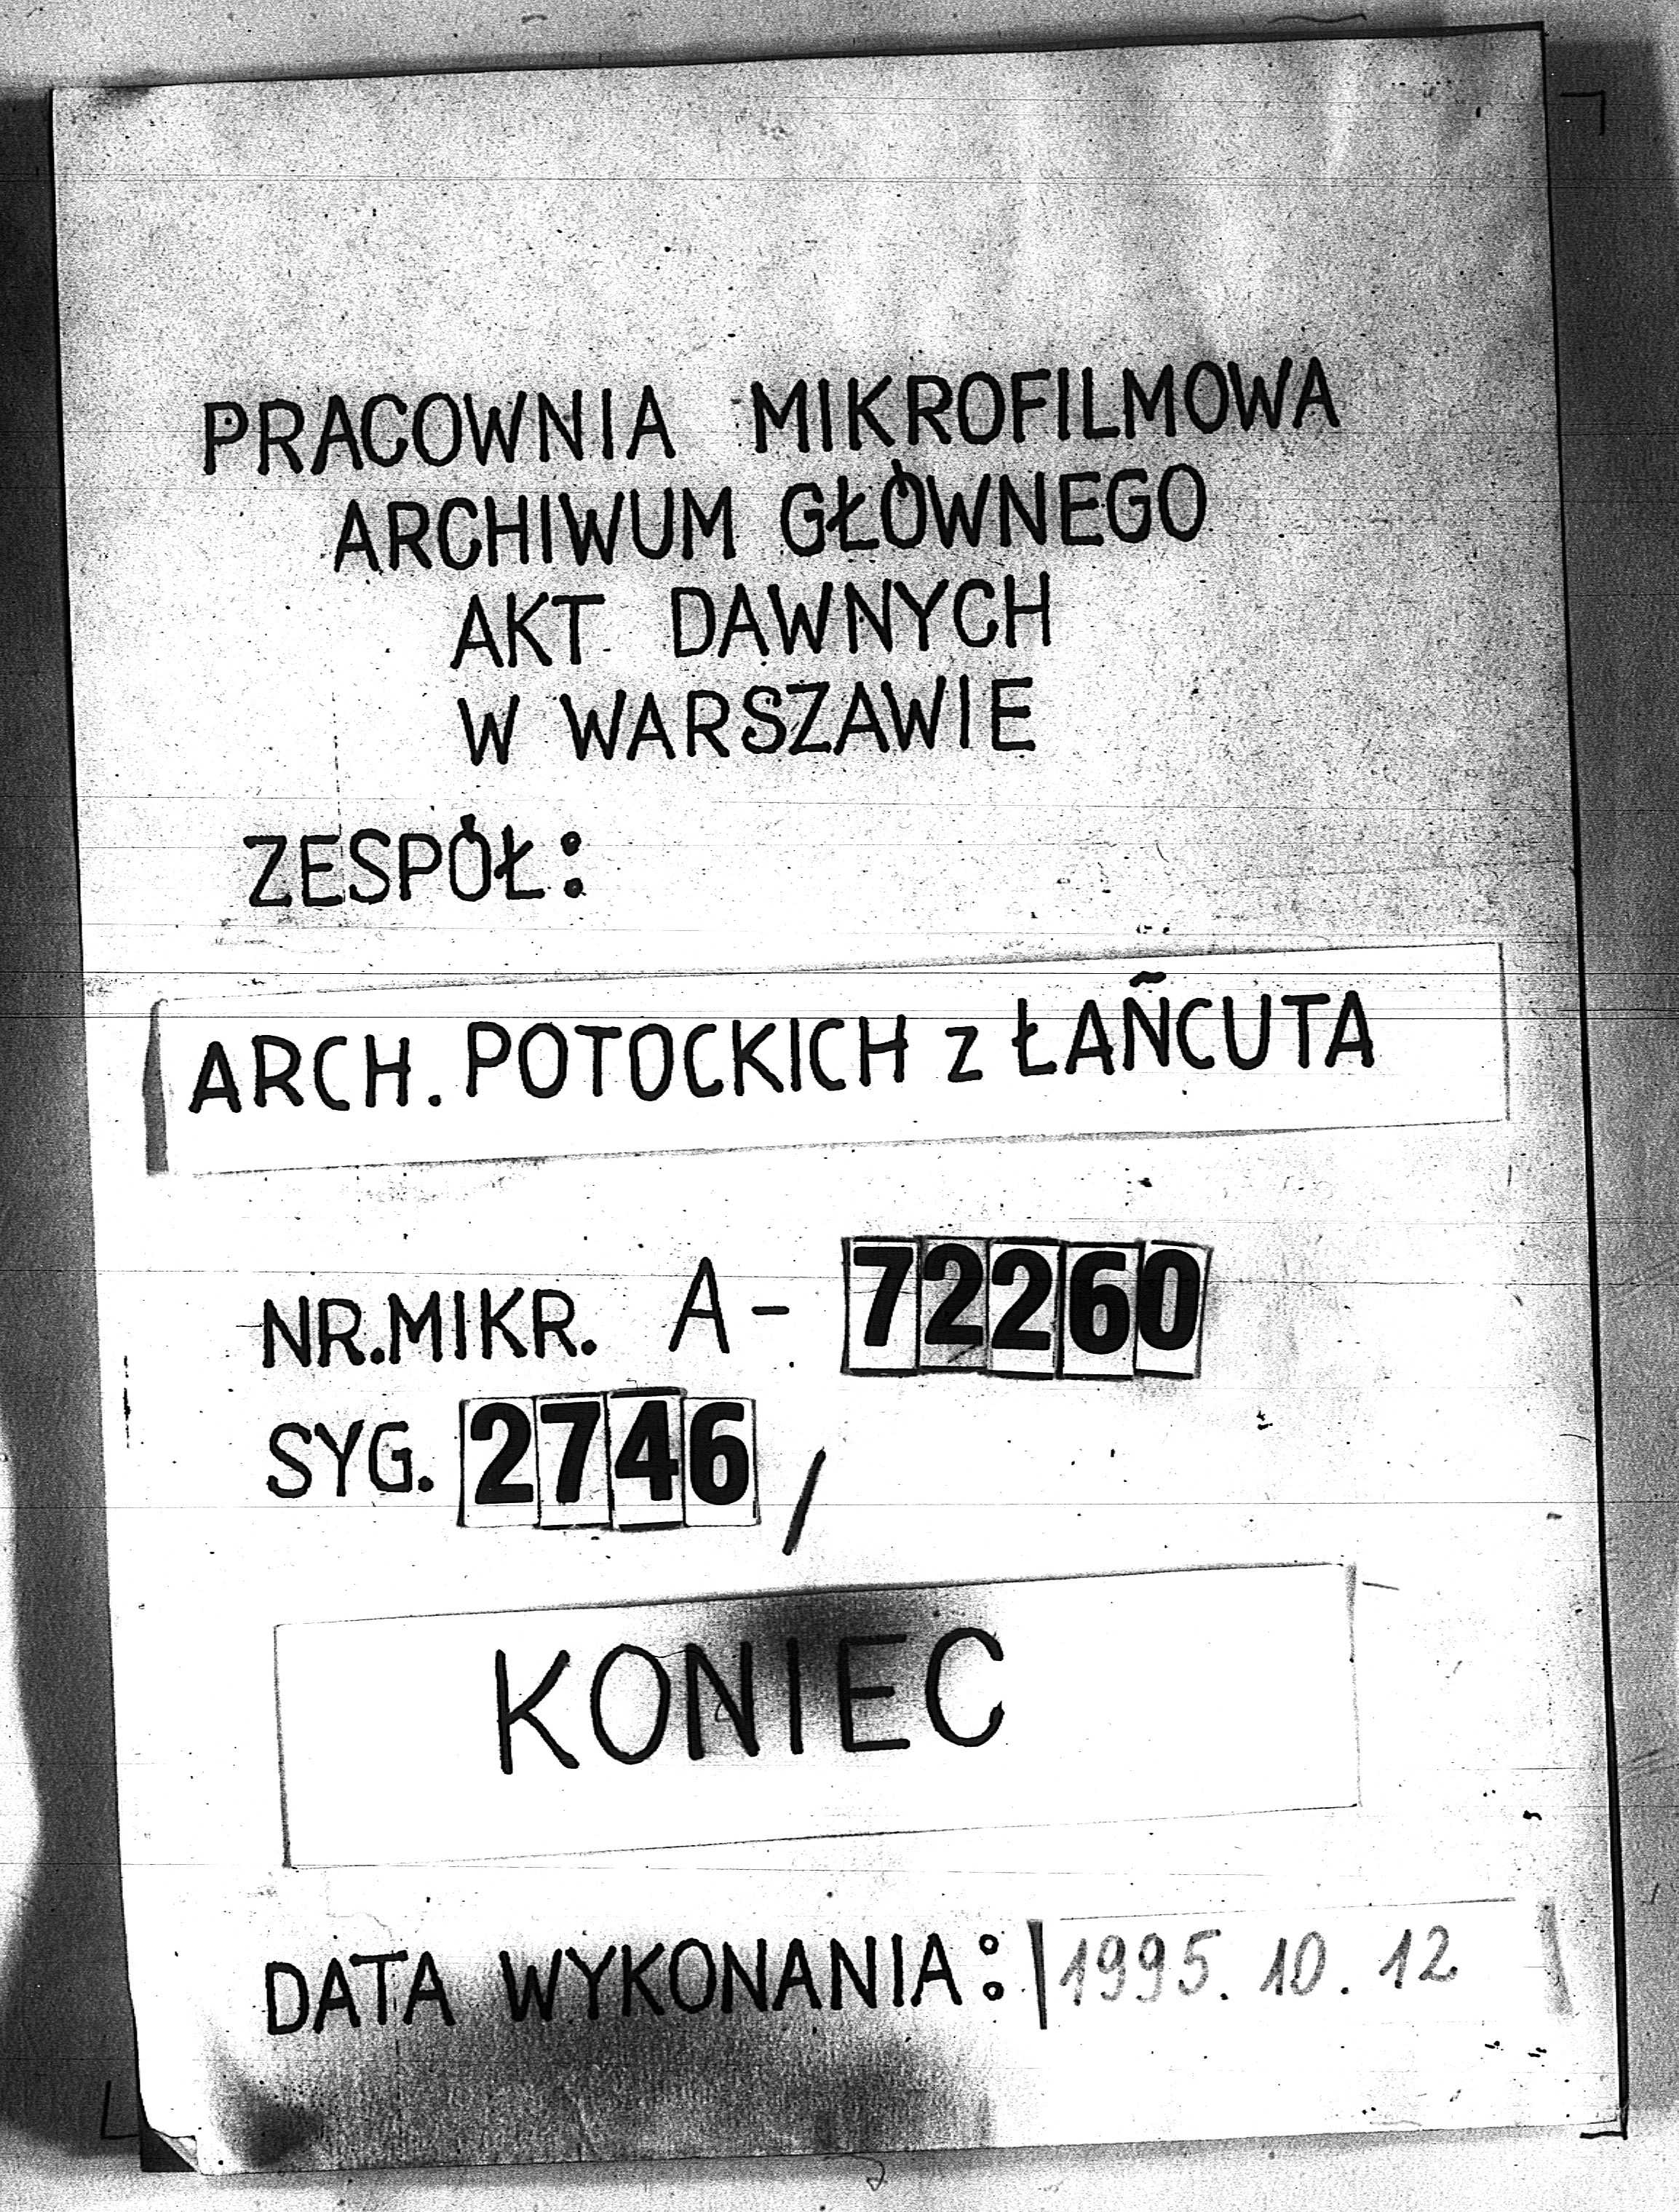 PRACOWNIA MIKROFILMOWA
ARCHIWUM GŁÓWNEGO
AKT DAWNYCH
W WARSZAWIE
ZESPÓŁ:
ARCH. POTOCKICH z ŁAŃCUTA
NR.MIKR. A- 72260
SYG. 2746/
KONIEC
DATA WYKONANIA: 1995.10.12